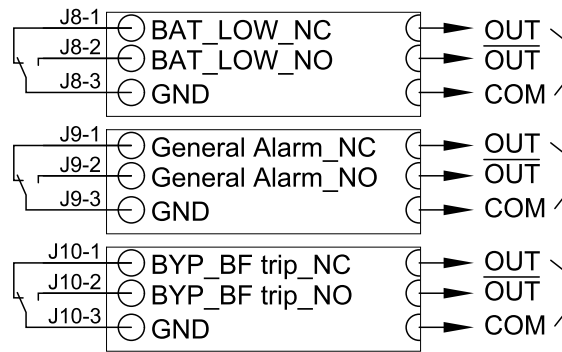 J8-1 BAT_LOW_NC OUT
J8-2 BAT_LOW_NO OUT
J8-3 GND COM
J9-1 General Alarm_NC OUT
J9-2 General Alarm_NO OUT
J9-3 GND COM
J10-1 BYP_BF trip_NC OUT
J10-2 BYP_BF trip_NO OUT
J10-3 GND COM